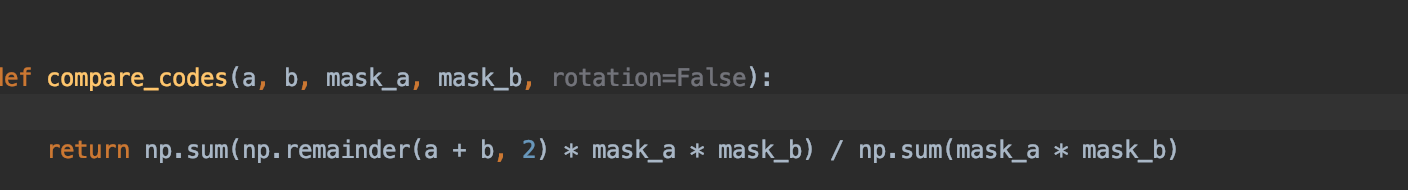 def compare_codes(a, b, mask_a, mask_b, rotation=False):
return np.sum(np.remainder(a + b, 2) * mask_a * mask_b) / np.sum(mask_a * mask_b)